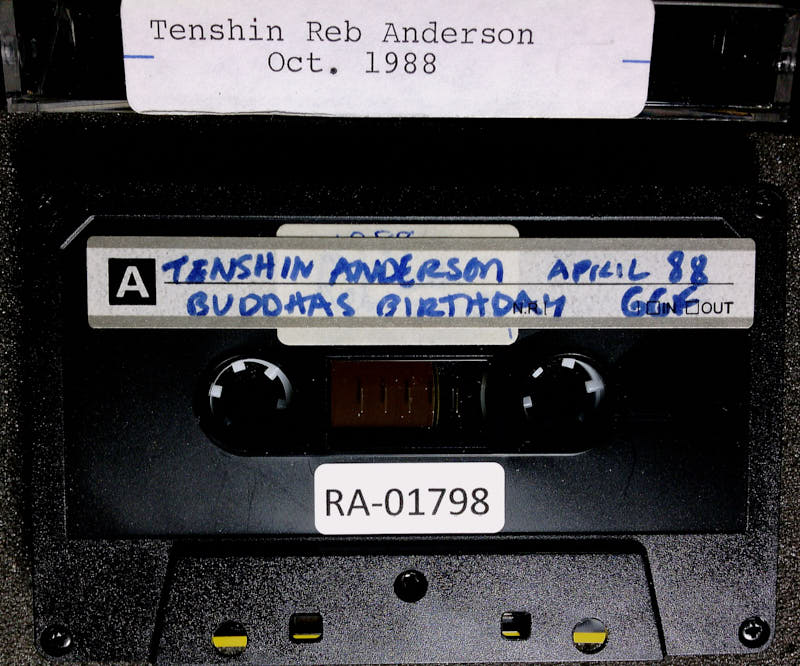 Tenshin Reb Anderson
Oct. 1988
A TENSHIN ANDERSON APRIL 88
BUDDHAS BIRTHDAY GGF
N.R. IN OUT
RA-01798